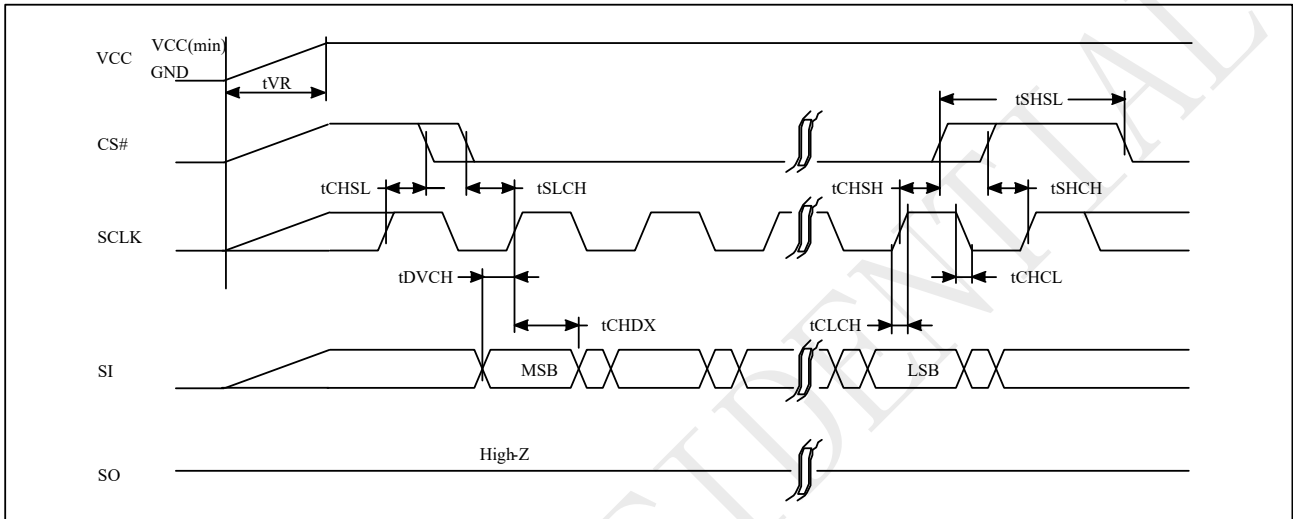 VCC
VCC(min)
GND
tVR
CS#
tSHSL
tCHSL
tSLCH
tCHSH
tSHCH
SCLK
tDVCH
tCHCL
tCHDX
tCLCH
SI
MSB
LSB
High-Z
SO